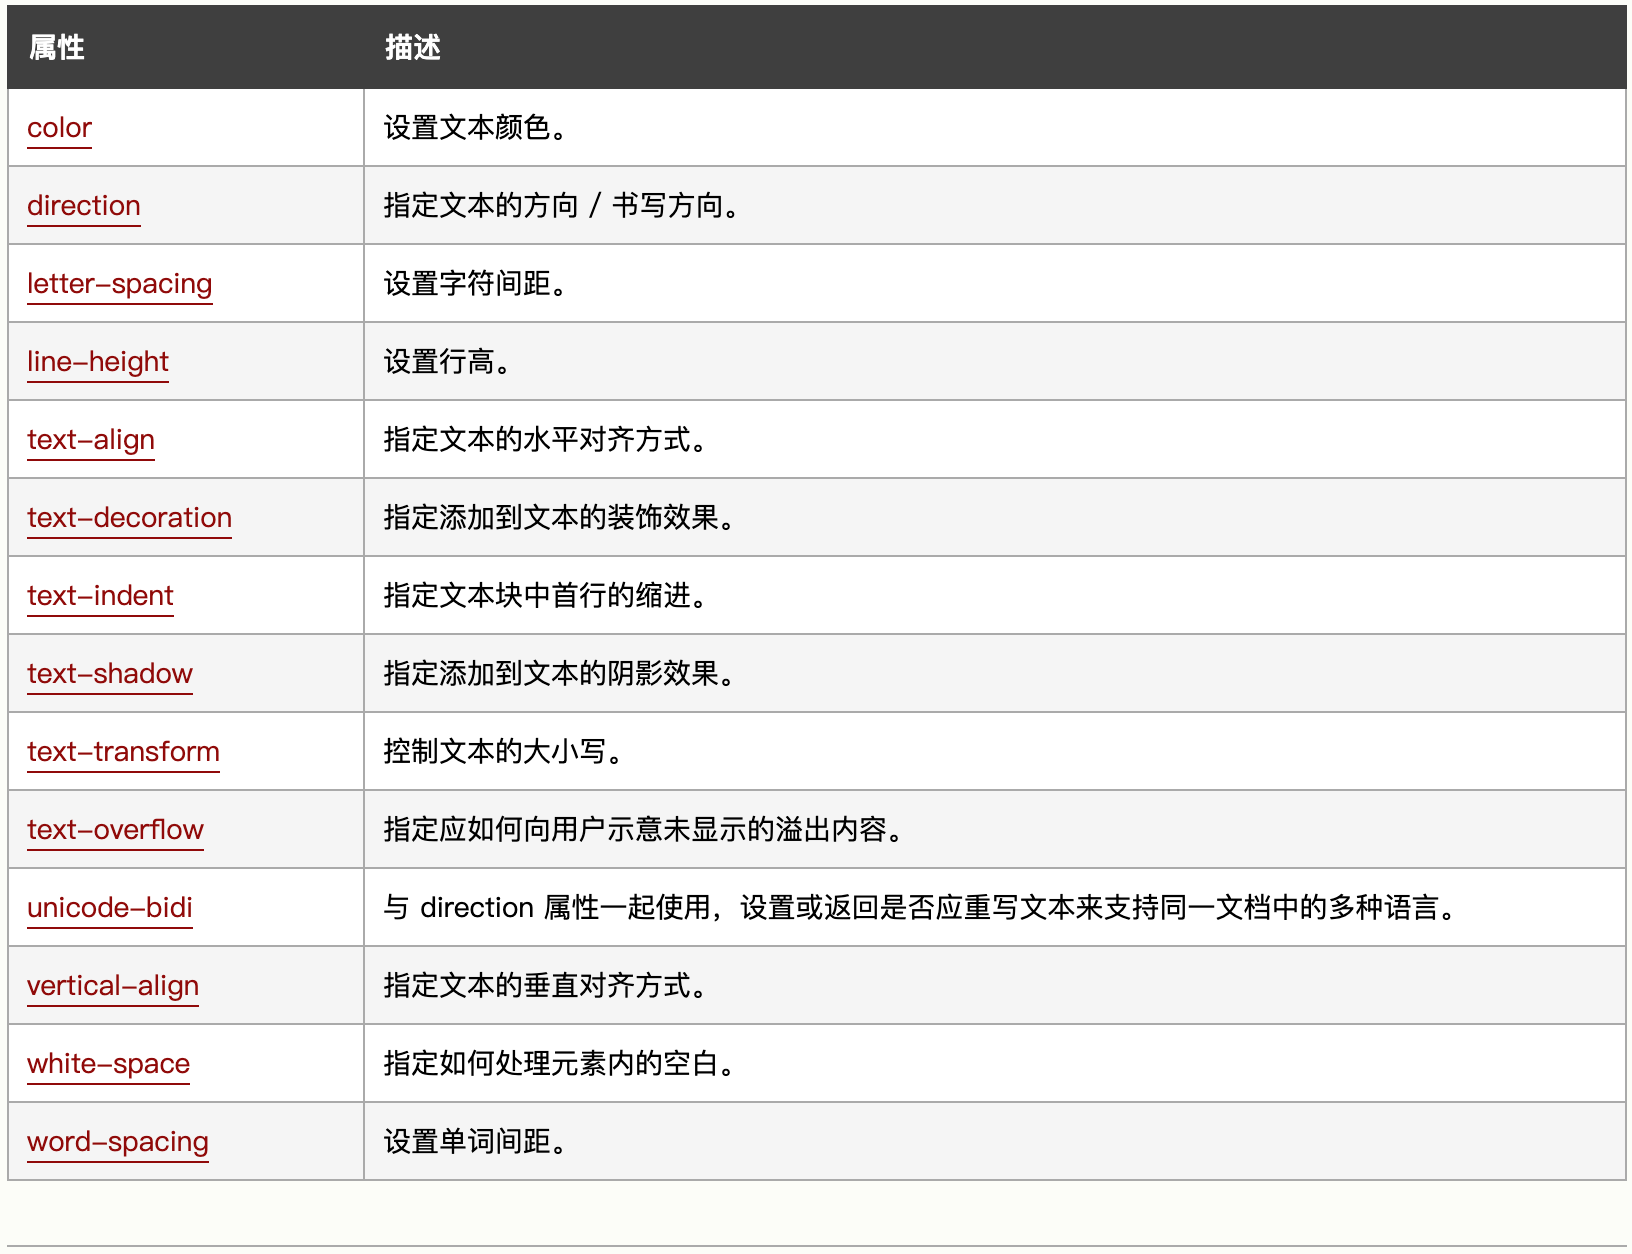 属性 描述
color 设置文本颜色。
direction 指定文本的方向 / 书写方向。
letter-spacing 设置字符间距。
line-height 设置行高。
text-align 指定文本的水平对齐方式。
text-decoration 指定添加到文本的装饰效果。
text-indent 指定文本块中首行的缩进。
text-shadow 指定添加到文本的阴影效果。
text-transform 控制文本的大小写。
text-overflow 指定应如何向用户示意未显示的溢出内容。
unicode-bidi 与 direction 属性一起使用，设置或返回是否应重写文本来支持同一文档中的多种语言。
vertical-align 指定文本的垂直对齐方式。
white-space 指定如何处理元素内的空白。
word-spacing 设置单词间距。